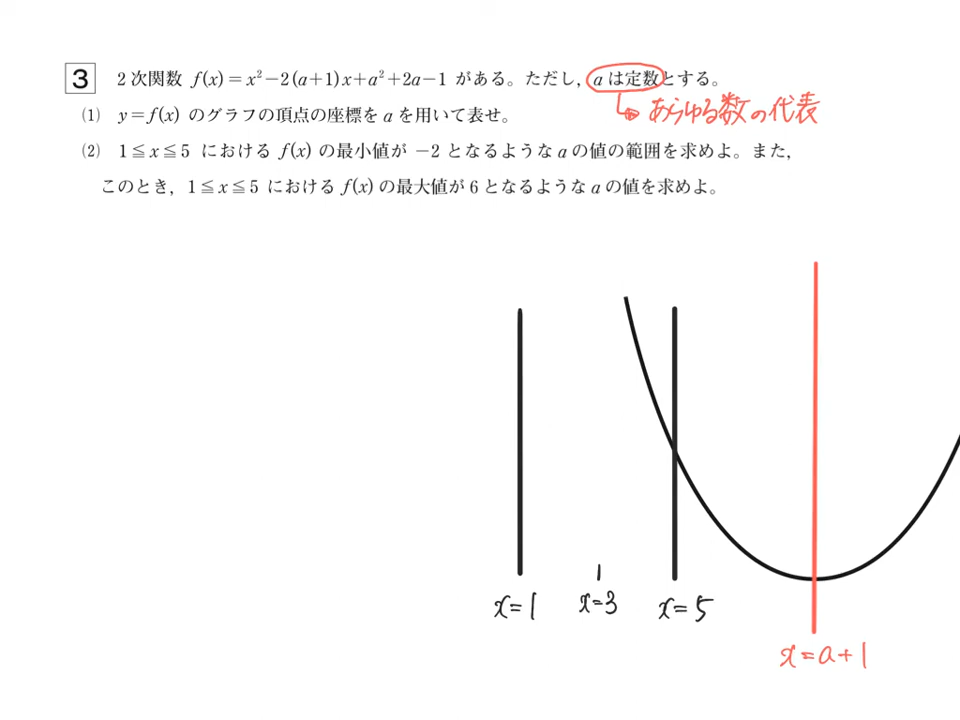 3 2次関数 f(x)=x²-2(a+1)x+a²+2a-1 がある。ただし, aは定数とする。
(1) y=f(x) のグラフの頂点の座標を a を用いて表せ。
あらゆる数の代表
(2) 1≦x≦5 における f(x) の最小値が -2 となるような a の値の範囲を求めよ。また,
このとき, 1≦x≦5 における f(x) の最大値が 6 となるような a の値を求めよ。
x=1 x=3 x=5
x=a+1